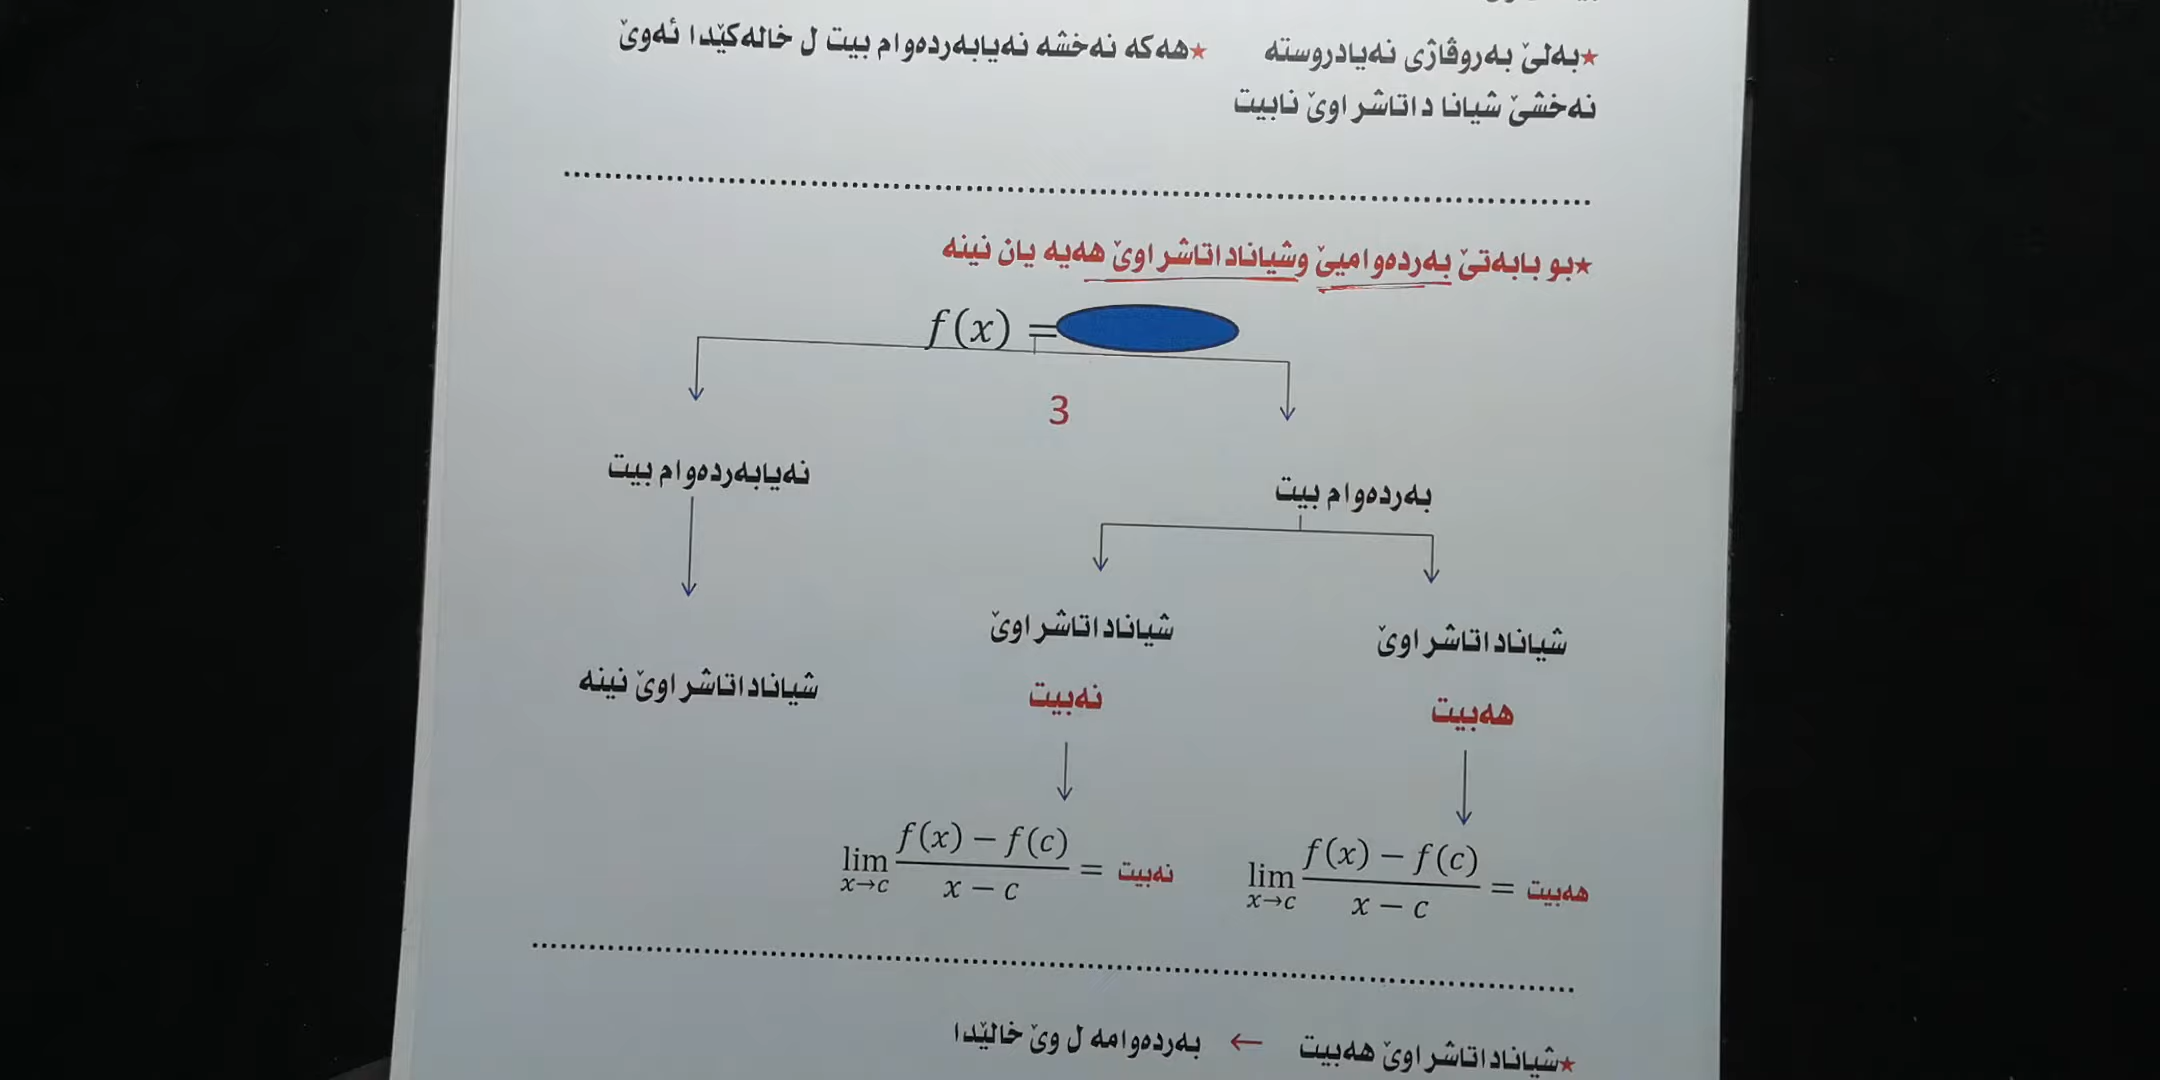 ★بەلێ بەروڤاژی نەیادروستە ★هەکە نەخشە نەیابەردەوام بیت ل خالەکێدا ئەوێ
نەخشێ شیانا داتاشراوێ نابیت
★بو بابەتێ بەردەوامیێ وشیاناداتاشراوێ هەیە یان نینە
f(x) =
3
بەردەوام بیت نەیابەردەوام بیت
شیاناداتاشراوێ شیاناداتاشراوێ شیاناداتاشراوێ نینە
هەبیت نەبیت
lim x→c f(x) − f(c) / x − c = نەبیت
lim x→c f(x) − f(c) / x − c = هەبیت
★شیاناداتاشراوێ هەبیت ← بەردەوامە ل وێ خالێدا